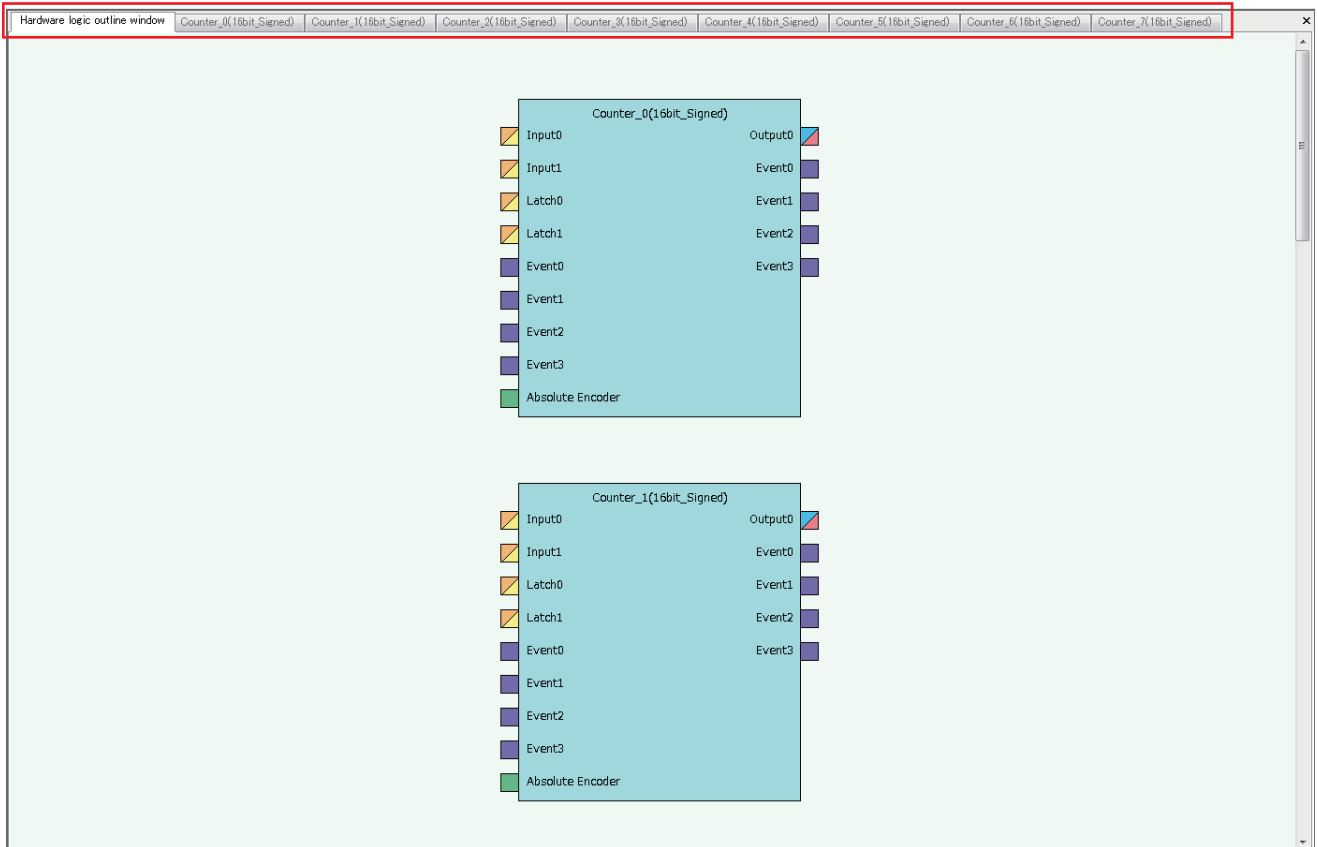 Hardware logic outline window Counter_0(16bit_Signed) Counter_1(16bit_Signed) Counter_2(16bit_Signed) Counter_3(16bit_Signed) Counter_4(16bit_Signed) Counter_5(16bit_Signed) Counter_6(16bit_Signed) Counter_7(16bit_Signed)
Counter_0(16bit_Signed)
Input0 Output0
Input1 Event0
Latch0 Event1
Latch1 Event2
Event0 Event3
Event1
Event2
Event3
Absolute Encoder
Counter_1(16bit_Signed)
Input0 Output0
Input1 Event0
Latch0 Event1
Latch1 Event2
Event0 Event3
Event1
Event2
Event3
Absolute Encoder